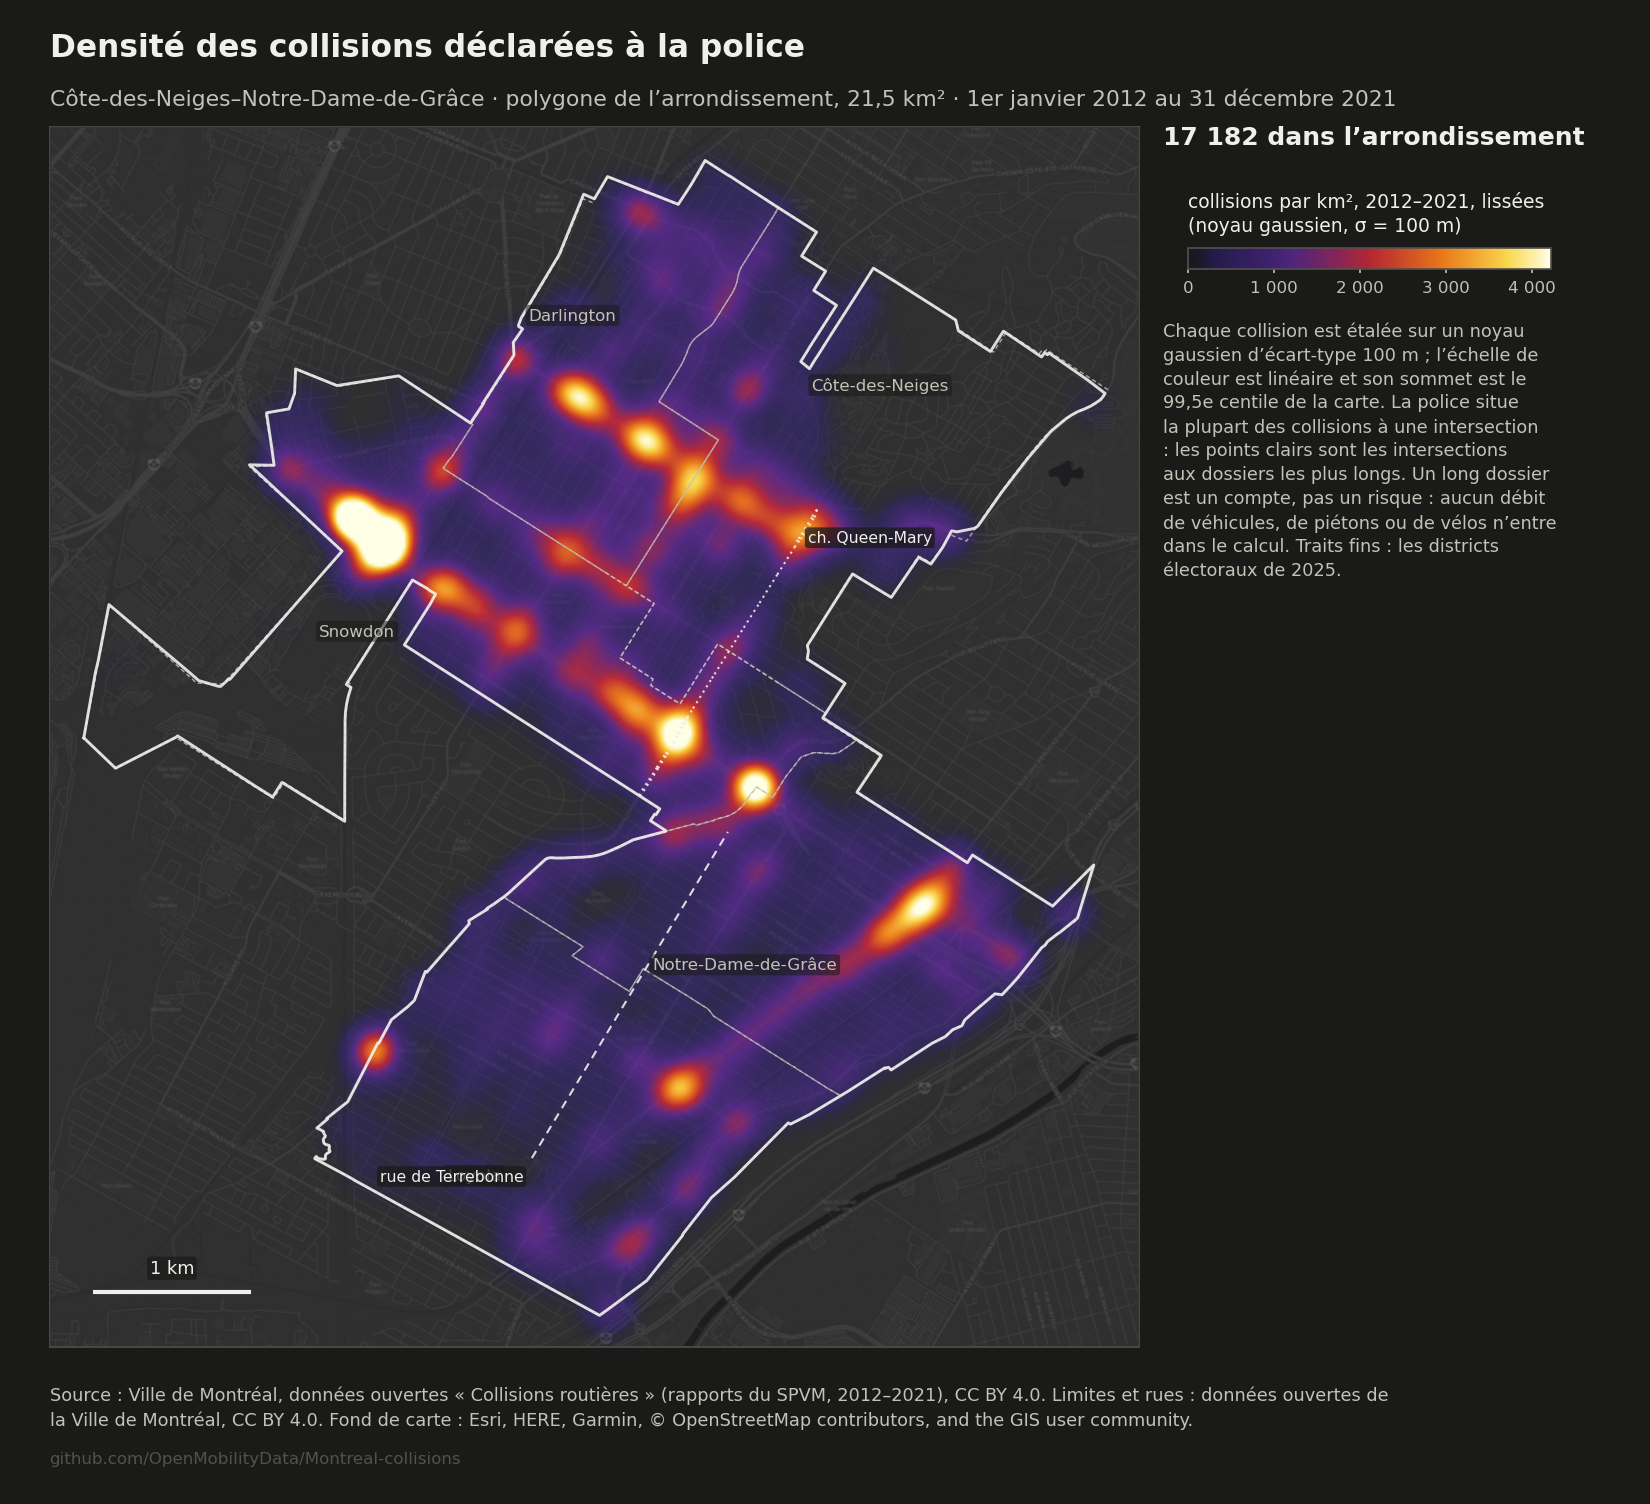 Densité des collisions déclarées à la police
Côte-des-Neiges–Notre-Dame-de-Grâce · polygone de l’arrondissement, 21,5 km² · 1er janvier 2012 au 31 décembre 2021
17 182 dans l’arrondissement
collisions par km², 2012–2021, lissées
(noyau gaussien, σ = 100 m)
0 1 000 2 000 3 000 4 000
Chaque collision est étalée sur un noyau
gaussien d’écart-type 100 m ; l’échelle de
couleur est linéaire et son sommet est le
99,5e centile de la carte. La police situe
la plupart des collisions à une intersection
: les points clairs sont les intersections
aux dossiers les plus longs. Un long dossier
est un compte, pas un risque : aucun débit
de véhicules, de piétons ou de vélos n’entre
dans le calcul. Traits fins : les districts
électoraux de 2025.
Darlington
Côte-des-Neiges
ch. Queen-Mary
Snowdon
Notre-Dame-de-Grâce
rue de Terrebonne
1 km
Source : Ville de Montréal, données ouvertes « Collisions routières » (rapports du SPVM, 2012–2021), CC BY 4.0. Limites et rues : données ouvertes de
la Ville de Montréal, CC BY 4.0. Fond de carte : Esri, HERE, Garmin, © OpenStreetMap contributors, and the GIS user community.
github.com/OpenMobilityData/Montreal-collisions